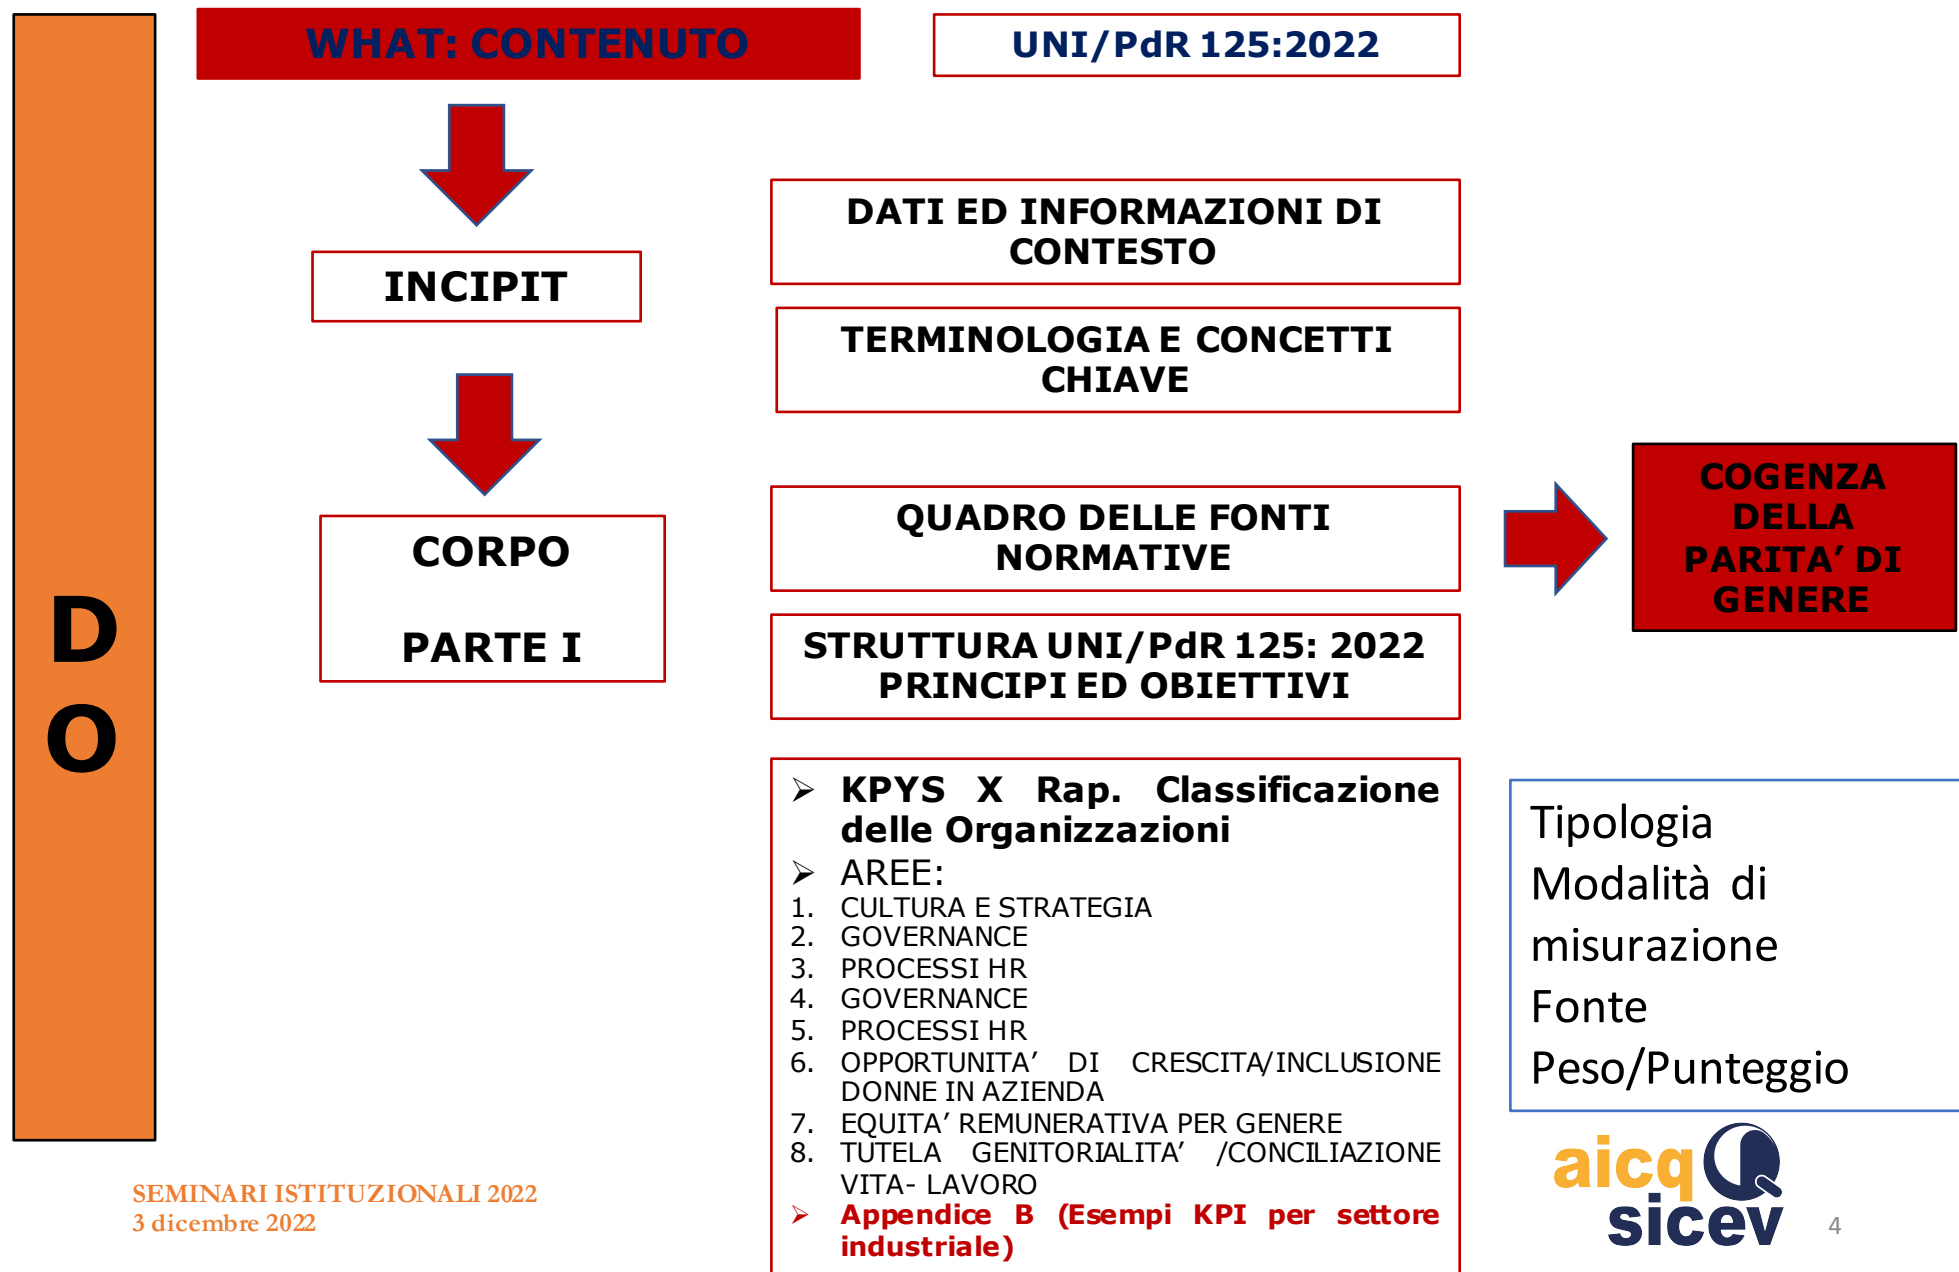 WHAT: CONTENUTO
UNI/PdR 125:2022
DATI ED INFORMAZIONI DI
CONTESTO
INCIPIT
TERMINOLOGIA E CONCETTI
CHIAVE
CORPO
PARTE I
QUADRO DELLE FONTI
NORMATIVE
COGENZA
DELLA
PARITA’ DI
GENERE
STRUTTURA UNI/PdR 125: 2022
PRINCIPI ED OBIETTIVI
D
O
➢ KPYS X Rap. Classificazione
delle Organizzazioni
➢ AREE:
1. CULTURA E STRATEGIA
2. GOVERNANCE
3. PROCESSI HR
4. GOVERNANCE
5. PROCESSI HR
6. OPPORTUNITA’ DI CRESCITA/INCLUSIONE
DONNE IN AZIENDA
7. EQUITA’ REMUNERATIVA PER GENERE
8. TUTELA GENITORIALITA’ /CONCILIAZIONE
VITA- LAVORO
➢ Appendice B (Esempi KPI per settore
industriale)
Tipologia
Modalità di
misurazione
Fonte
Peso/Punteggio
SEMINARI ISTITUZIONALI 2022
3 dicembre 2022
aicq
sicev
4